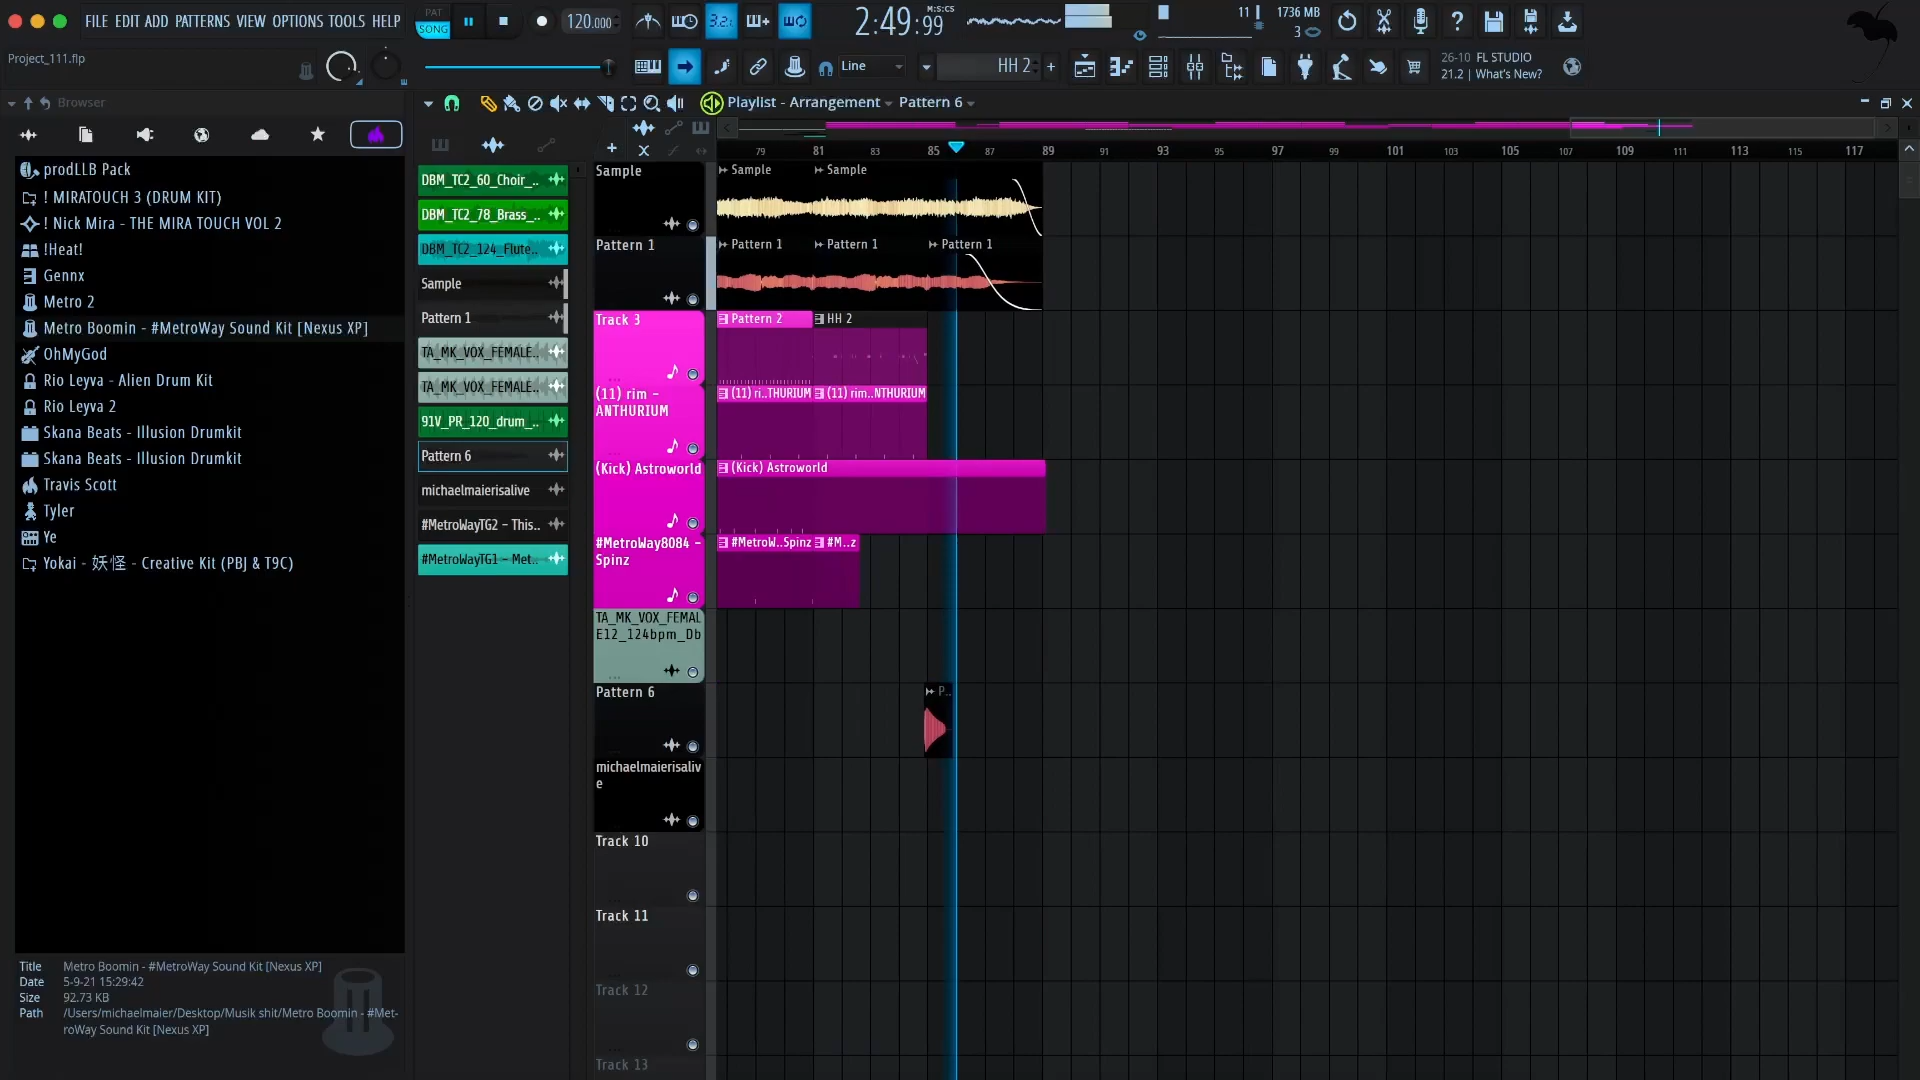 FILE EDIT ADD PATTERNS VIEW OPTIONS TOOLS HELP
PAT
SONG
120.000
3.2.
2:49:99
M:S:CS
11
1736 MB
3
Project_111.flp
Line
HH 2
26-10 FL STUDIO
21.2 | What's New?
Browser
Playlist - Arrangement
Pattern 6
79 81 83 85 87 89 91 93 95 97 99 101 103 105 107 109 111 113 115 117
prodLLB Pack
! MIRATOUCH 3 (DRUM KIT)
! Nick Mira - THE MIRA TOUCH VOL 2
!Heat!
Gennx
Metro 2
Metro Boomin - #MetroWay Sound Kit [Nexus XP]
OhMyGod
Rio Leyva - Alien Drum Kit
Rio Leyva 2
Skana Beats - Illusion Drumkit
Skana Beats - Illusion Drumkit
Travis Scott
Tyler
Ye
Yokai - 妖怪 - Creative Kit (PBJ & T9C)
DBM_TC2_60_Choir_..
DBM_TC2_78_Brass_..
DBM_TC2_124_Flute..
Sample
Pattern 1
TA_MK_VOX_FEMALE..
TA_MK_VOX_FEMALE..
91V_PR_120_drum_..
Pattern 6
michaelmaierisalive
#MetroWayTG2 - This..
#MetroWayTG1 - Met..
Sample
Sample
Sample
Pattern 1
Pattern 1
Pattern 1
Pattern 1
Track 3
Pattern 2
HH 2
(11) rim -
ANTHURIUM
(11) ri..THURIUM
(11) rim..NTHURIUM
(Kick) Astroworld
(Kick) Astroworld
#MetroWay8084 -
Spinz
#MetroW..Spinz
#M..z
TA_MK_VOX_FEMAL
E12_124bpm_Db
Pattern 6
P..
michaelmaierisaliv
e
Track 10
Track 11
Track 12
Track 13
Title Metro Boomin - #MetroWay Sound Kit [Nexus XP]
Date 5-9-21 15:29:42
Size 92.73 KB
Path /Users/michaelmaier/Desktop/Musik shit/Metro Boomin - #Met-
roWay Sound Kit [Nexus XP]